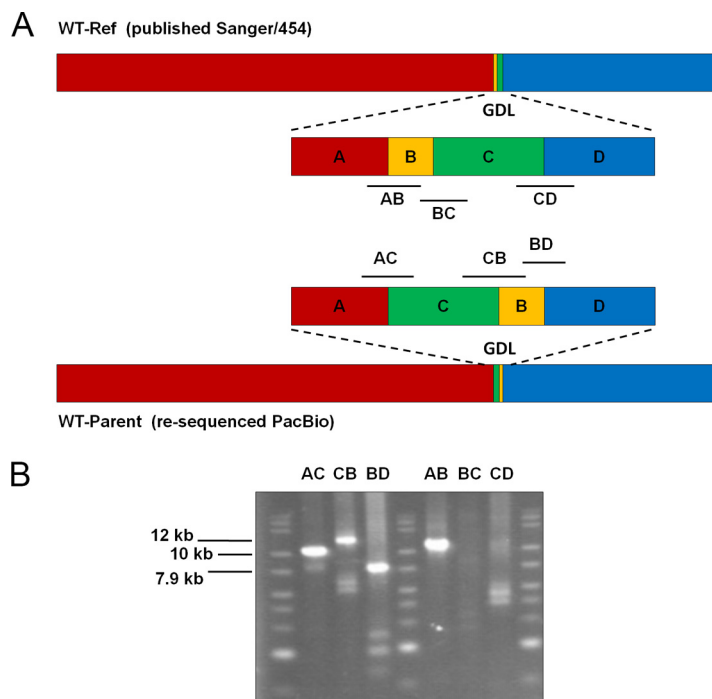 A
WT-Ref (published Sanger/454)
GDL
A B C D
AB
BC
CD
BD
AC
CB
A C B D
GDL
WT-Parent (re-sequenced PacBio)
B
AC CB BD AB BC CD
12 kb
10 kb
7.9 kb